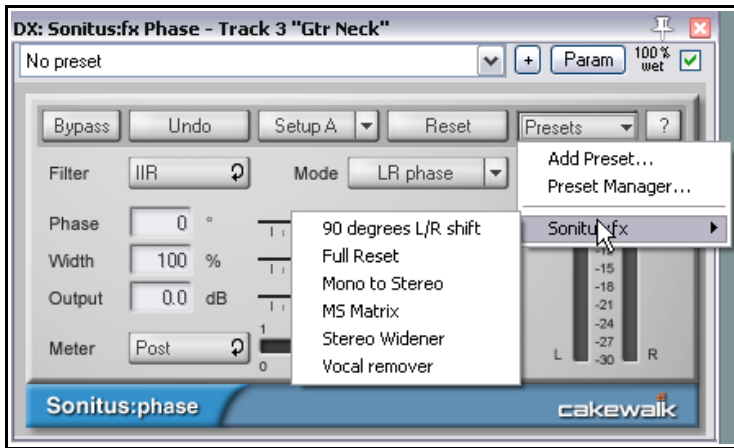 DX: Sonitus:fx Phase - Track 3 "Gtr Neck"
No preset
+
Param
100%
wet
Bypass
Undo
Setup A
Reset
Presets
?
Filter
IIR
Mode
LR phase
Add Preset...
Preset Manager...
Sonitus:fx
Phase
0 °
Width
100 %
Output
0.0 dB
Meter
Post
1
0
90 degrees L/R shift
Full Reset
Mono to Stereo
MS Matrix
Stereo Widener
Vocal remover
-15
-18
-21
-24
-27
-30
L
R
Sonitus:phase
cakewalk